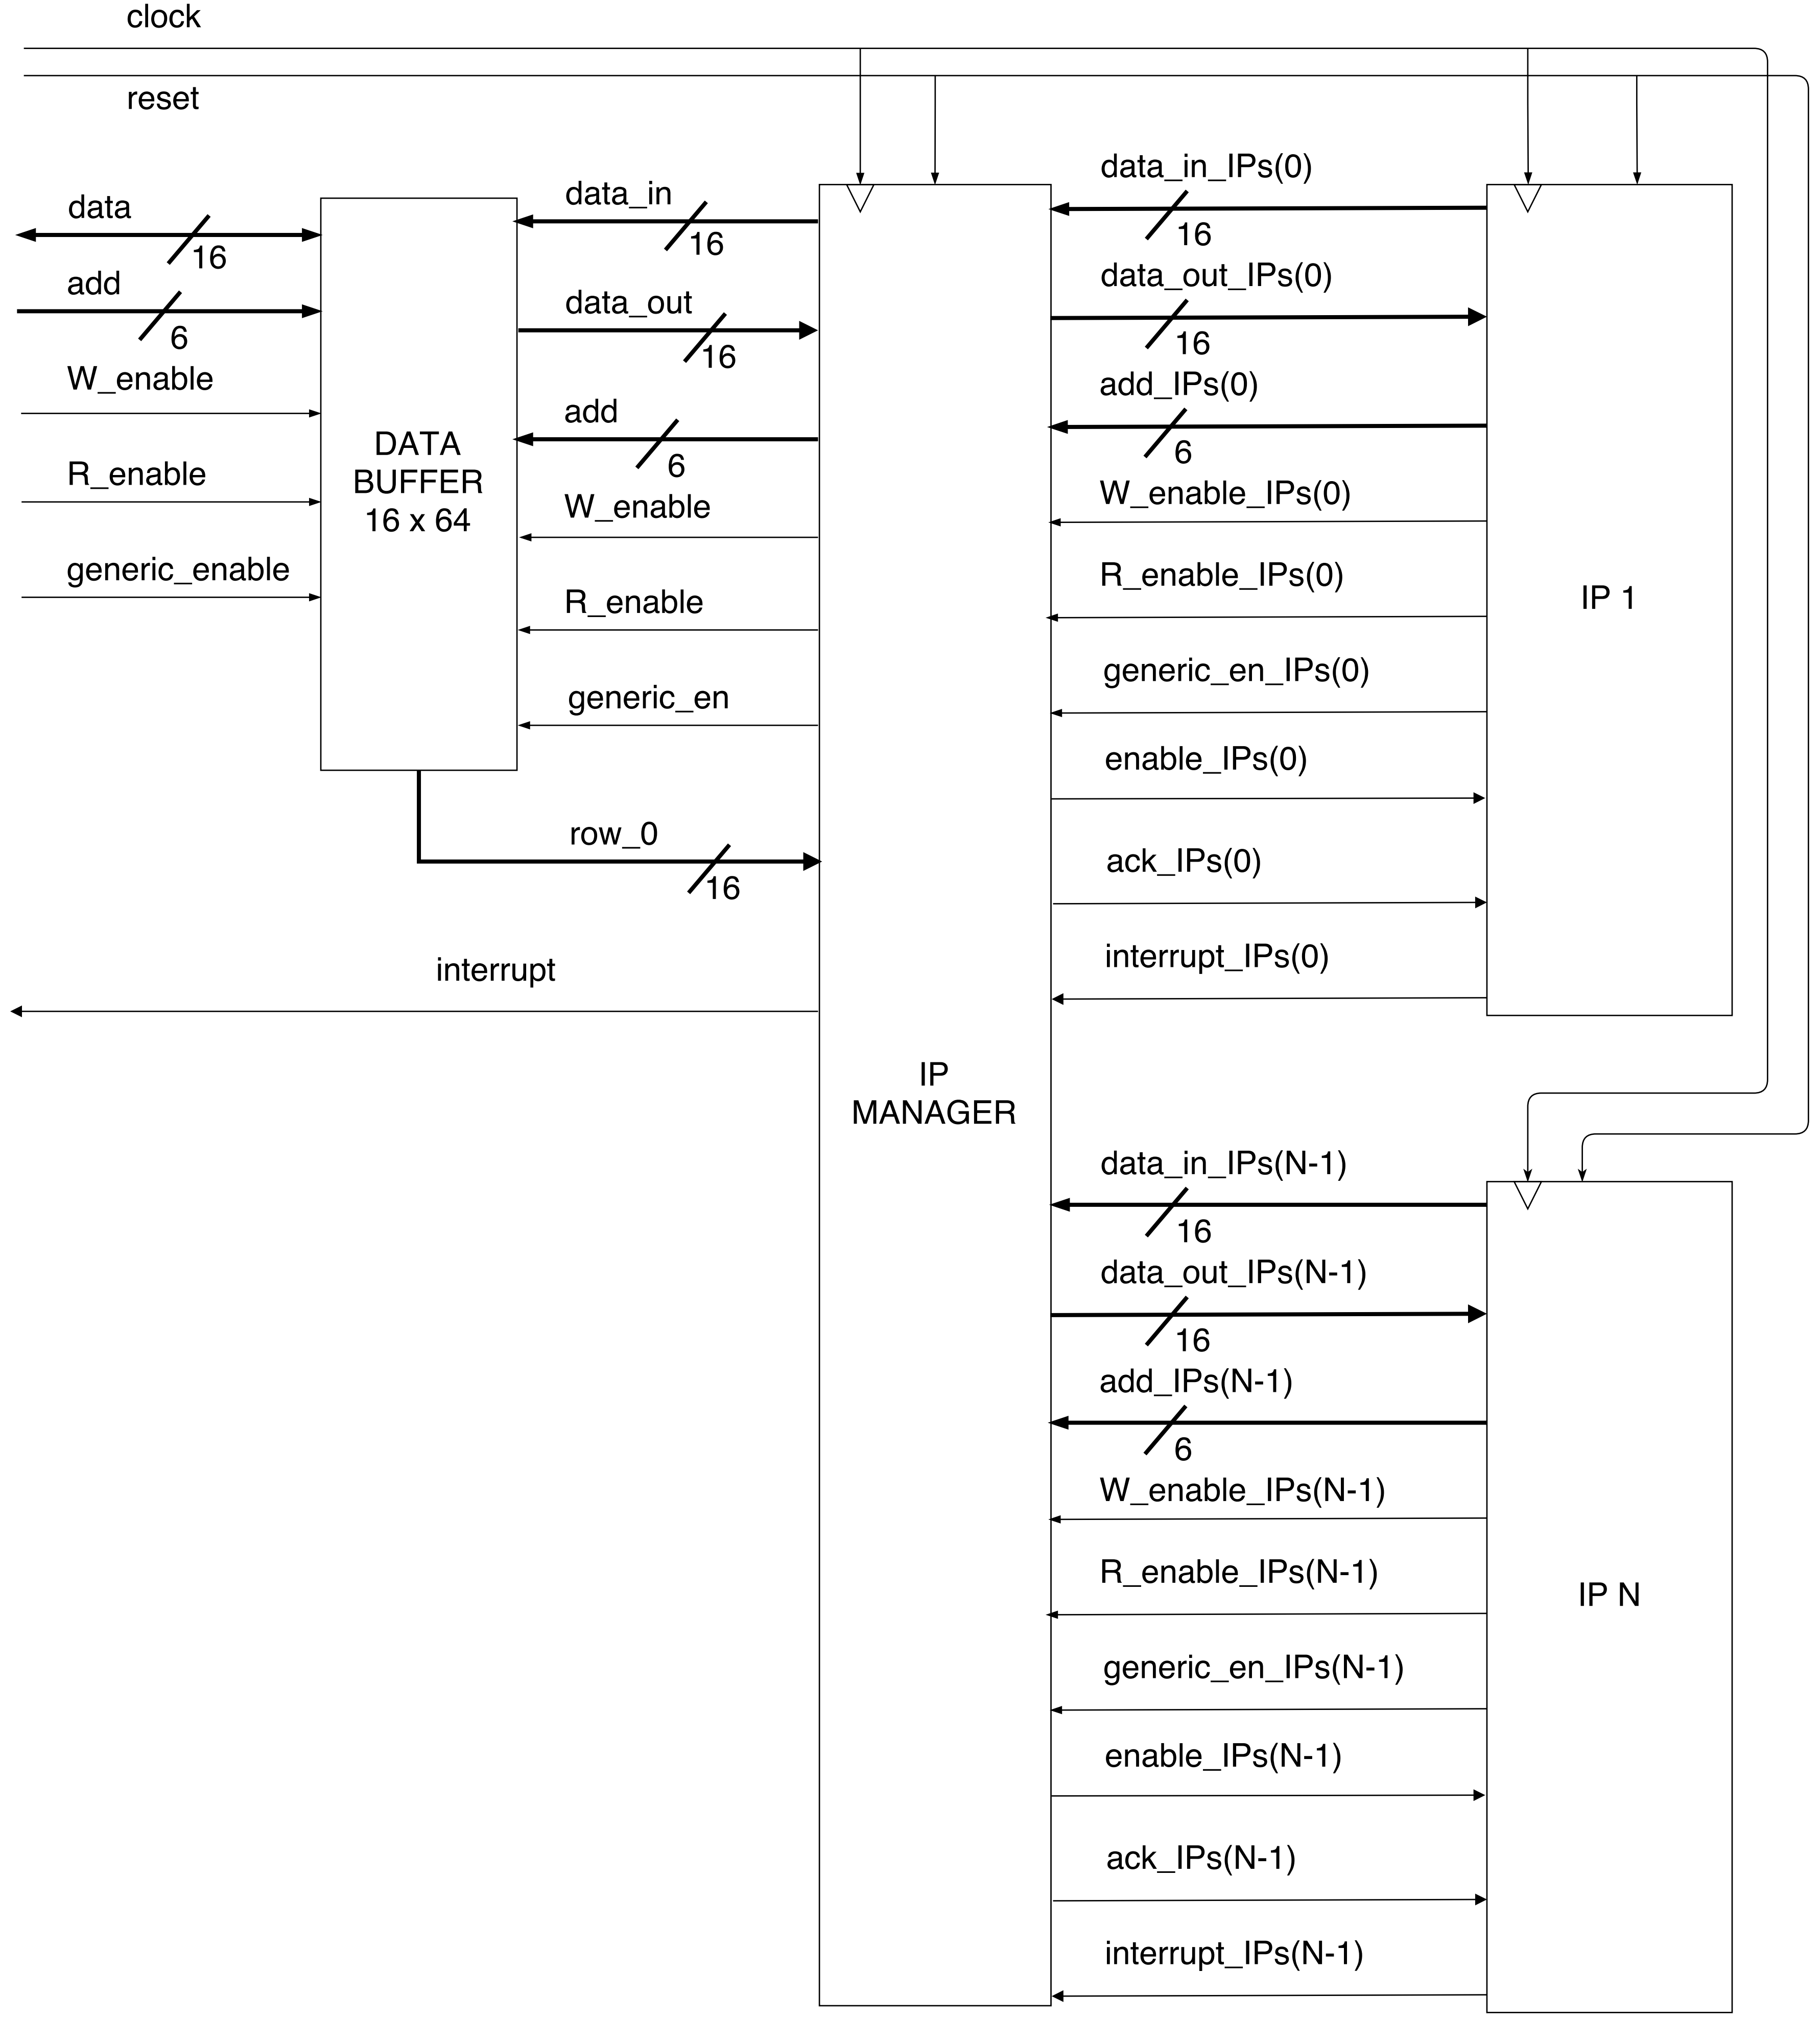 clock
reset
data
16
add
6
W_enable
R_enable
generic_enable
DATA
BUFFER
16 x 64
data_in
16
data_out
16
add
6
W_enable
R_enable
generic_en
row_0
16
interrupt
IP
MANAGER
data_in_IPs(0)
16
data_out_IPs(0)
16
add_IPs(0)
6
W_enable_IPs(0)
R_enable_IPs(0)
generic_en_IPs(0)
enable_IPs(0)
ack_IPs(0)
interrupt_IPs(0)
IP 1
data_in_IPs(N-1)
16
data_out_IPs(N-1)
16
add_IPs(N-1)
6
W_enable_IPs(N-1)
R_enable_IPs(N-1)
generic_en_IPs(N-1)
enable_IPs(N-1)
ack_IPs(N-1)
interrupt_IPs(N-1)
IP N